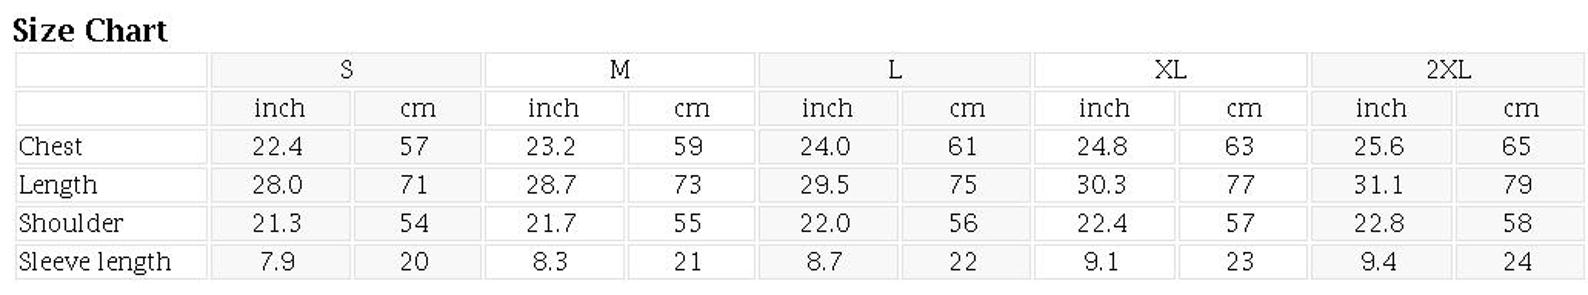 Size Chart
S M L XL 2XL
inch cm inch cm inch cm inch cm inch cm
Chest 22.4 57 23.2 59 24.0 61 24.8 63 25.6 65
Length 28.0 71 28.7 73 29.5 75 30.3 77 31.1 79
Shoulder 21.3 54 21.7 55 22.0 56 22.4 57 22.8 58
Sleeve length 7.9 20 8.3 21 8.7 22 9.1 23 9.4 24